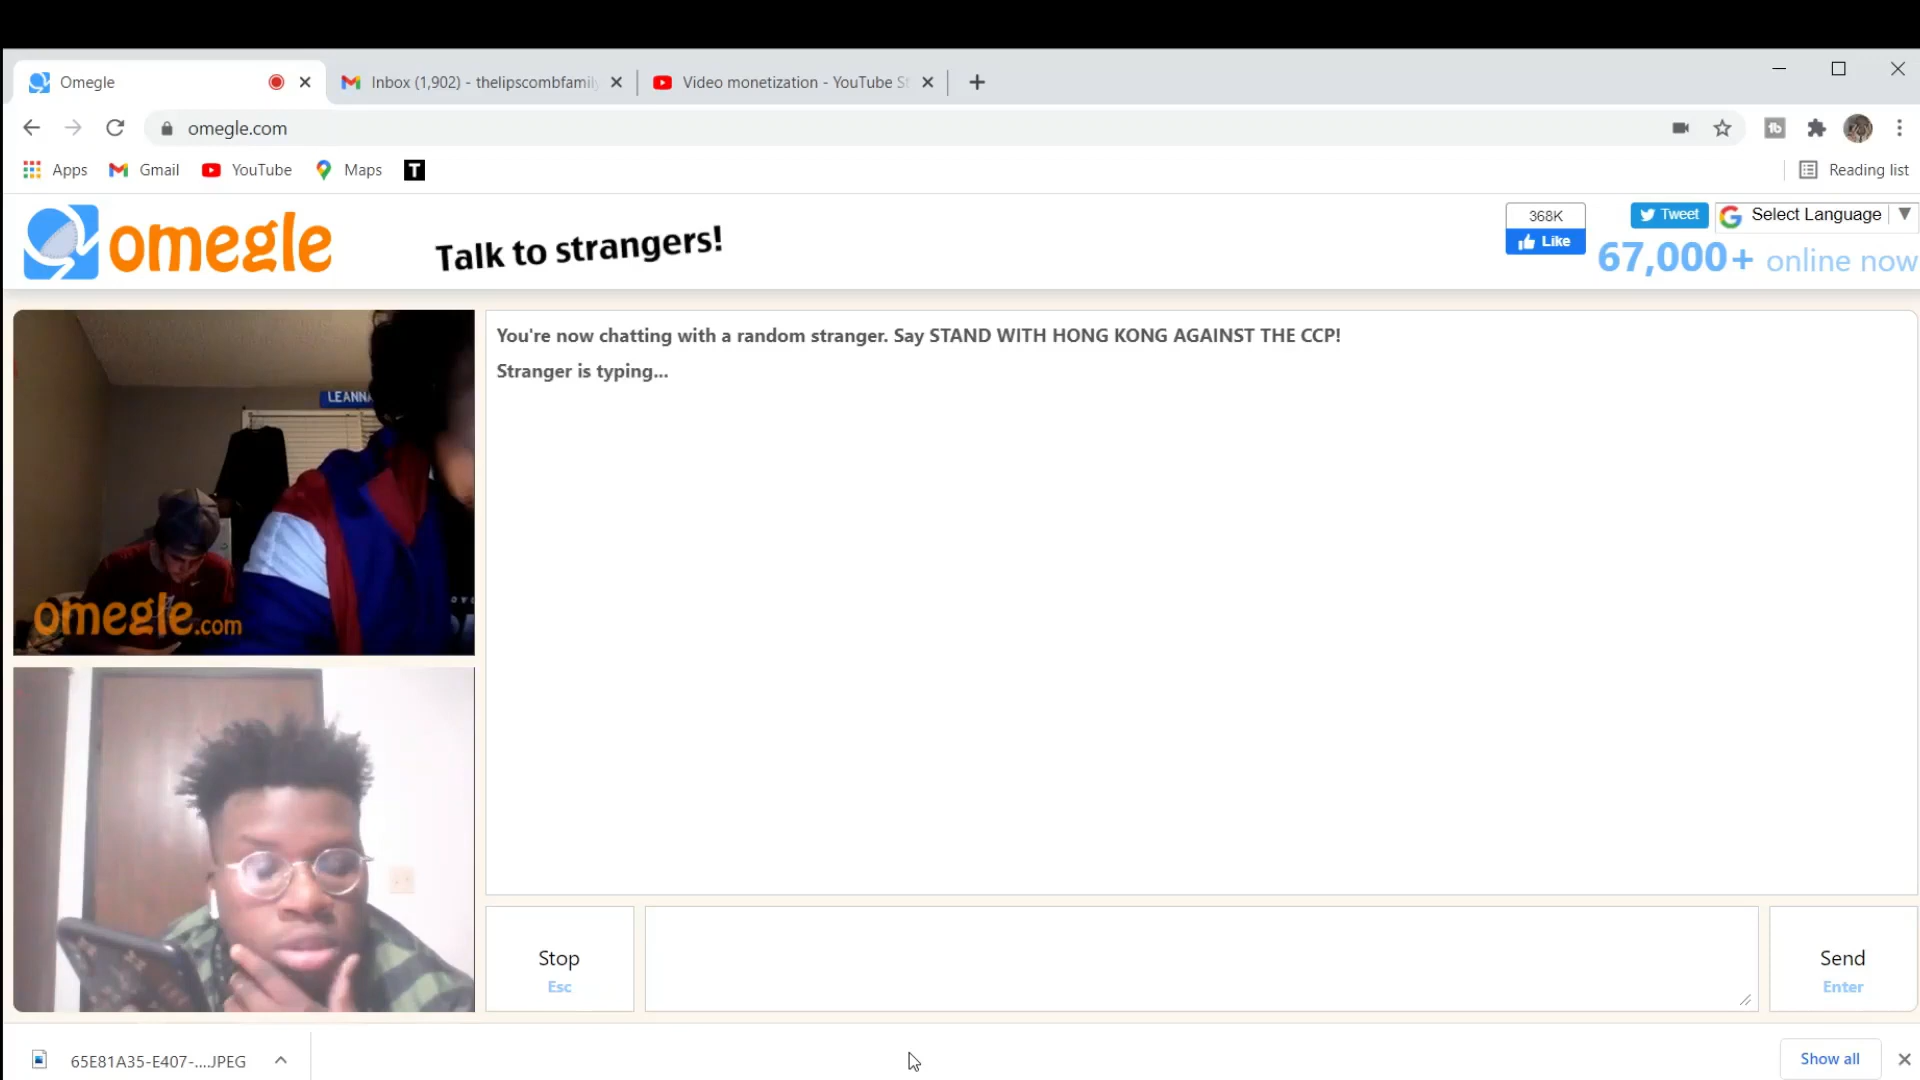 Omegle
Inbox (1,902) - thelipscombfamily
Video monetization - YouTube S
omegle.com
Apps
Gmail
YouTube
Maps
T
Reading list
omegle
Talk to strangers!
368K
Like
Tweet
Select Language
67,000+ online now
You're now chatting with a random stranger. Say STAND WITH HONG KONG AGAINST THE CCP!
Stranger is typing...
LEANNA
omegle.com
Stop
Esc
Send
Enter
65E81A35-E407-....JPEG
Show all